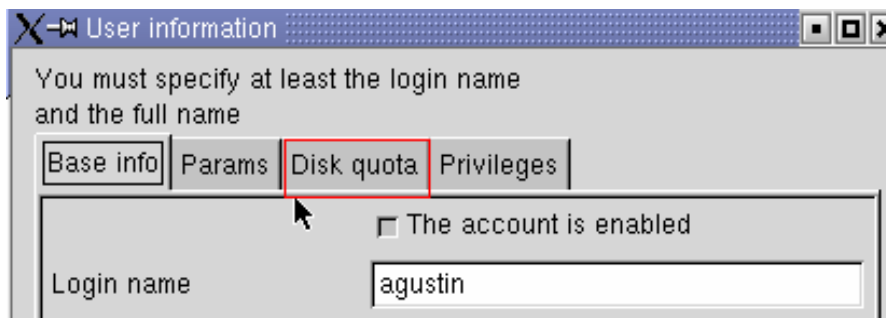 User information
You must specify at least the login name
and the full name
Base info Params Disk quota Privileges
The account is enabled
Login name agustin